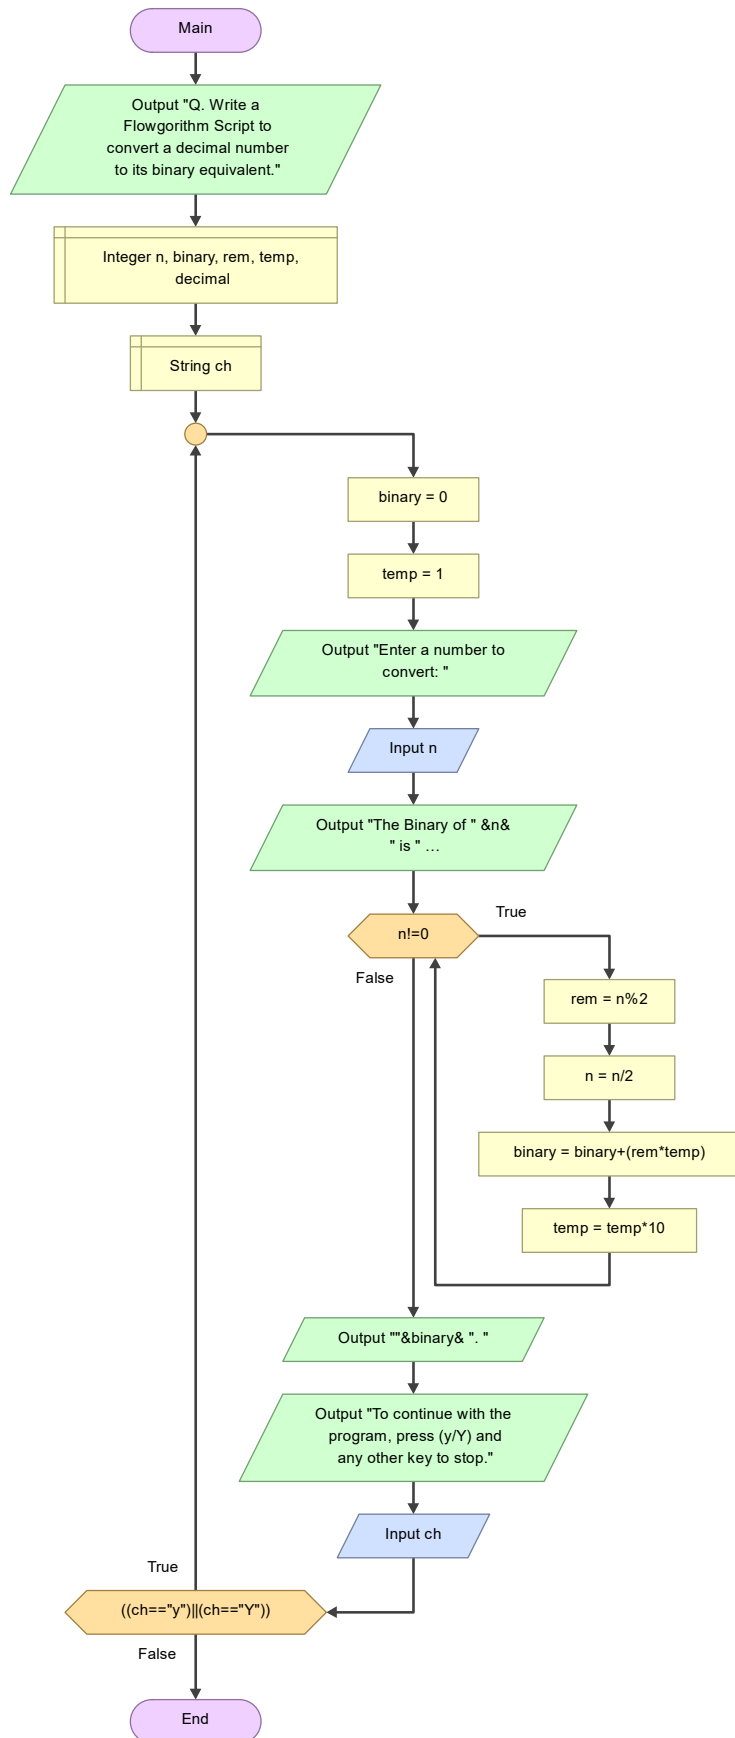 Main
Output "Q. Write a
Flowgorithm Script to
convert a decimal number
to its binary equivalent."
Integer n, binary, rem, temp,
decimal
String ch
binary = 0
temp = 1
Output "Enter a number to
convert: "
Input n
Output "The Binary of " &n&
" is " …
n!=0
True
False
rem = n%2
n = n/2
binary = binary+(rem*temp)
temp = temp*10
Output ""&binary& ". "
Output "To continue with the
program, press (y/Y) and
any other key to stop."
Input ch
True
((ch=="y")||(ch=="Y"))
False
End